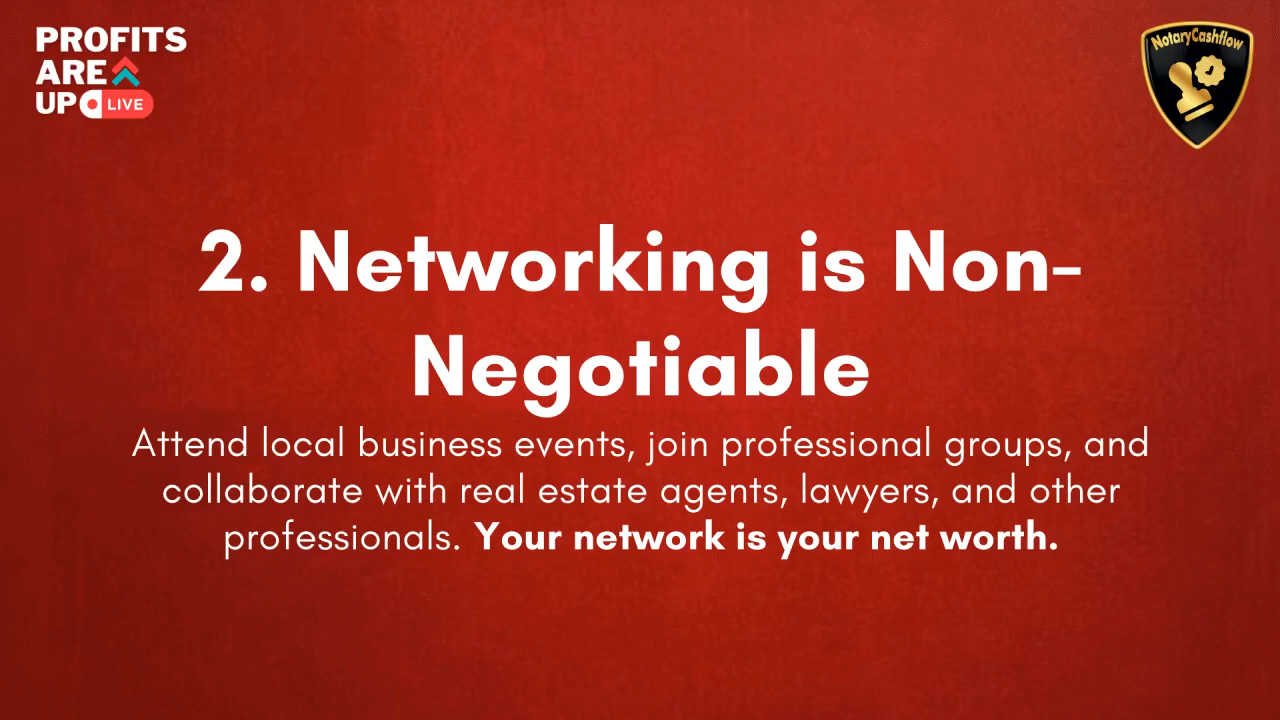 PROFITS
ARE
UP LIVE
NotaryCashflow
2. Networking is Non-
Negotiable
Attend local business events, join professional groups, and
collaborate with real estate agents, lawyers, and other
professionals. Your network is your net worth.